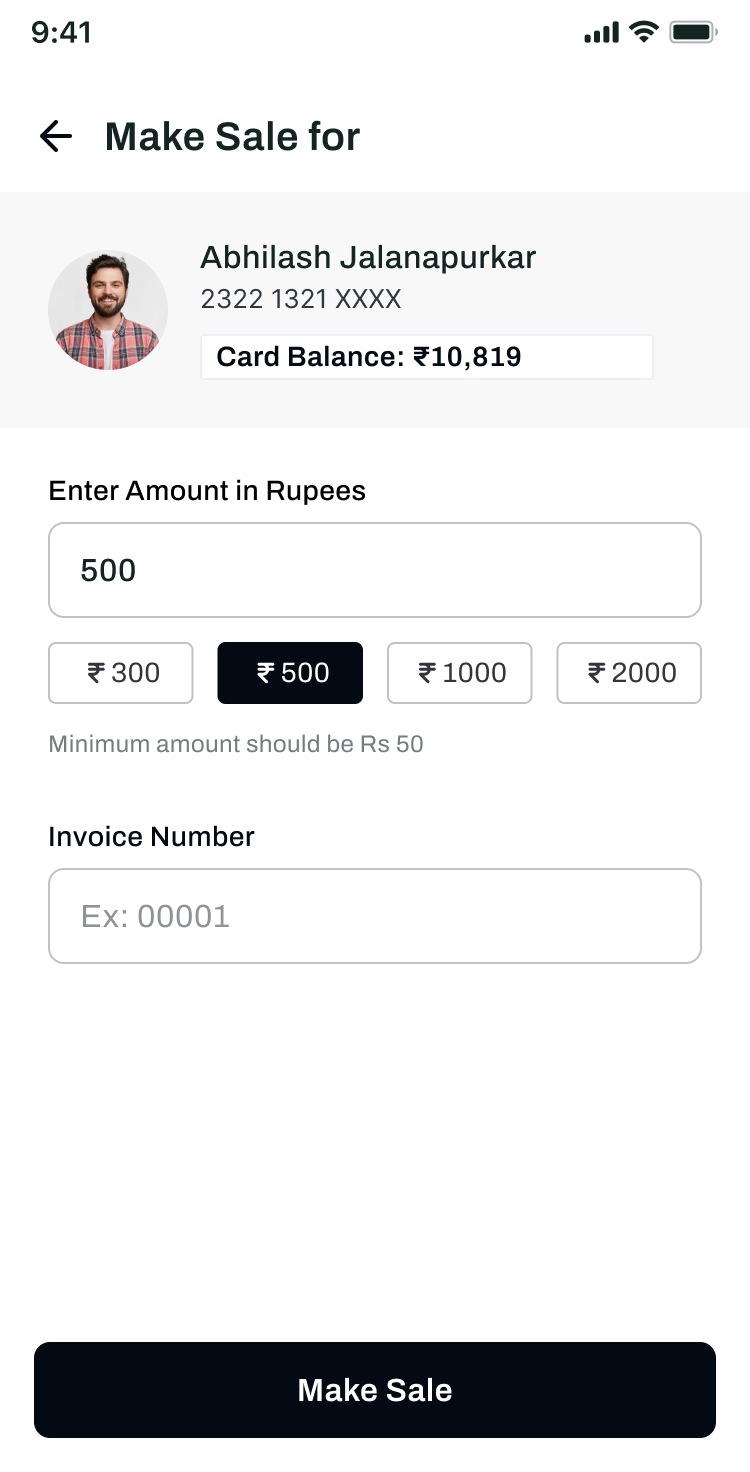 9:41
Make Sale for
Abhilash Jalanapurkar
2322 1321 XXXX
Card Balance: ₹10,819
Enter Amount in Rupees
500
₹ 300 ₹ 500 ₹ 1000 ₹ 2000
Minimum amount should be Rs 50
Invoice Number
Ex: 00001
Make Sale